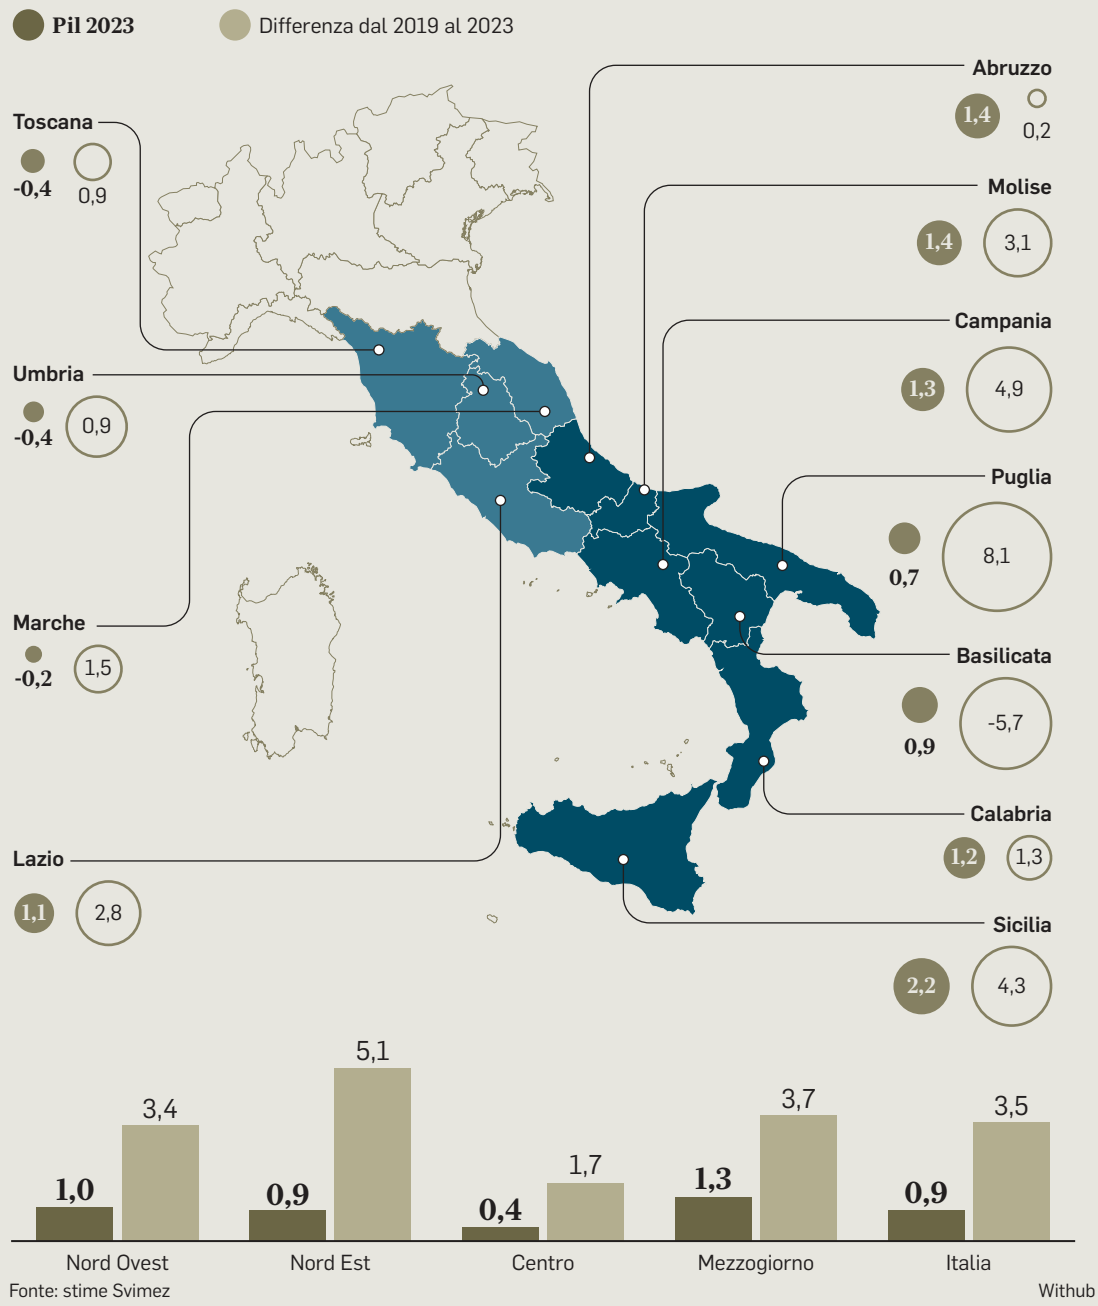 Pil 2023
Differenza dal 2019 al 2023
Toscana
-0,4
0,9
Umbria
-0,4
0,9
Marche
-0,2
1,5
Lazio
1,1
2,8
Abruzzo
1,4
0,2
Molise
1,4
3,1
Campania
1,3
4,9
Puglia
0,7
8,1
Basilicata
0,9
-5,7
Calabria
1,2
1,3
Sicilia
2,2
4,3
1,0
3,4
0,9
5,1
0,4
1,7
1,3
3,7
0,9
3,5
Nord Ovest
Nord Est
Centro
Mezzogiorno
Italia
Fonte: stime Svimez
Withub